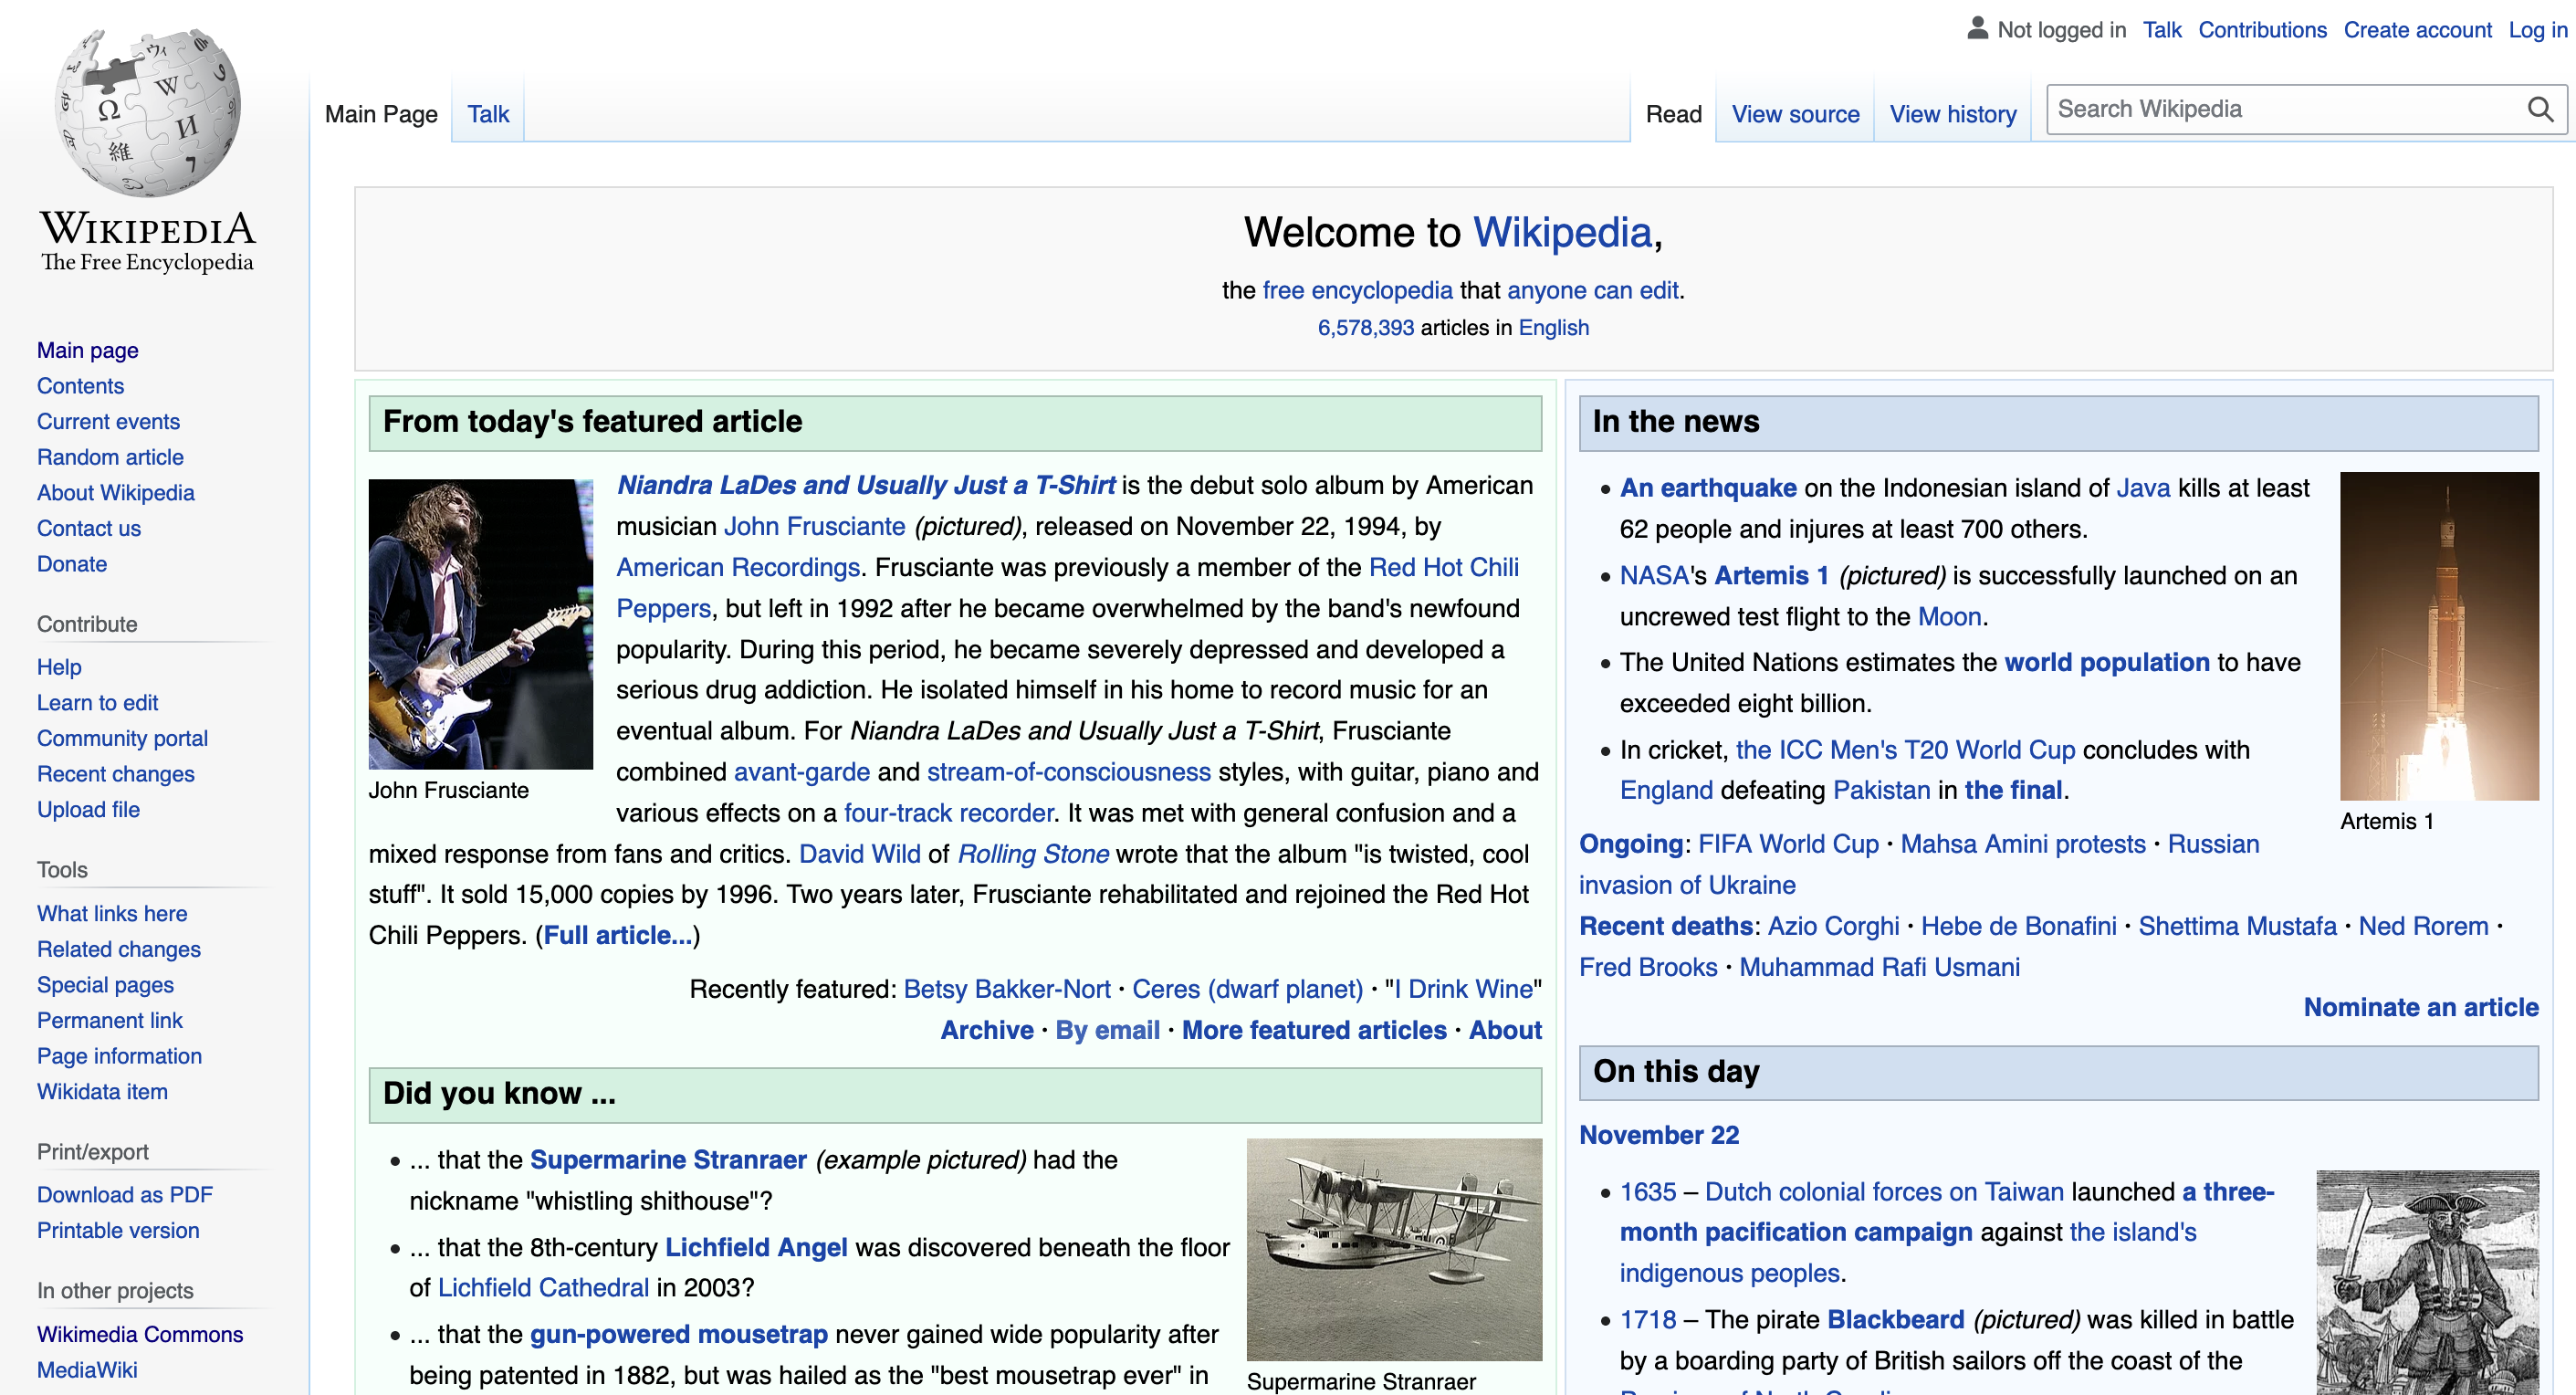 WIKIPEDIA
The Free Encyclopedia
Main page
Contents
Current events
Random article
About Wikipedia
Contact us
Donate
Contribute
Help
Learn to edit
Community portal
Recent changes
Upload file
Tools
What links here
Related changes
Special pages
Permanent link
Page information
Wikidata item
Print/export
Download as PDF
Printable version
In other projects
Wikimedia Commons
MediaWiki
Not logged in Talk Contributions Create account Log in
Main Page Talk Read View source View history Search Wikipedia
Welcome to Wikipedia,
the free encyclopedia that anyone can edit.
6,578,393 articles in English
From today's featured article
Niandra LaDes and Usually Just a T-Shirt is the debut solo album by American
musician John Frusciante (pictured), released on November 22, 1994, by
American Recordings. Frusciante was previously a member of the Red Hot Chili
Peppers, but left in 1992 after he became overwhelmed by the band's newfound
popularity. During this period, he became severely depressed and developed a
serious drug addiction. He isolated himself in his home to record music for an
eventual album. For Niandra LaDes and Usually Just a T-Shirt, Frusciante
combined avant-garde and stream-of-consciousness styles, with guitar, piano and
various effects on a four-track recorder. It was met with general confusion and a
John Frusciante
mixed response from fans and critics. David Wild of Rolling Stone wrote that the album "is twisted, cool
stuff". It sold 15,000 copies by 1996. Two years later, Frusciante rehabilitated and rejoined the Red Hot
Chili Peppers. (Full article...)
Recently featured: Betsy Bakker-Nort · Ceres (dwarf planet) · "I Drink Wine"
Archive · By email · More featured articles · About
Did you know ...
... that the Supermarine Stranraer (example pictured) had the
nickname "whistling shithouse"?
... that the 8th-century Lichfield Angel was discovered beneath the floor
of Lichfield Cathedral in 2003?
... that the gun-powered mousetrap never gained wide popularity after
being patented in 1882, but was hailed as the "best mousetrap ever" in
Supermarine Stranraer
In the news
An earthquake on the Indonesian island of Java kills at least
62 people and injures at least 700 others.
NASA's Artemis 1 (pictured) is successfully launched on an
uncrewed test flight to the Moon.
The United Nations estimates the world population to have
exceeded eight billion.
In cricket, the ICC Men's T20 World Cup concludes with
England defeating Pakistan in the final.
Artemis 1
Ongoing: FIFA World Cup · Mahsa Amini protests · Russian
invasion of Ukraine
Recent deaths: Azio Corghi · Hebe de Bonafini · Shettima Mustafa · Ned Rorem ·
Fred Brooks · Muhammad Rafi Usmani
Nominate an article
On this day
November 22
1635 – Dutch colonial forces on Taiwan launched a three-
month pacification campaign against the island's
indigenous peoples.
1718 – The pirate Blackbeard (pictured) was killed in battle
by a boarding party of British sailors off the coast of the